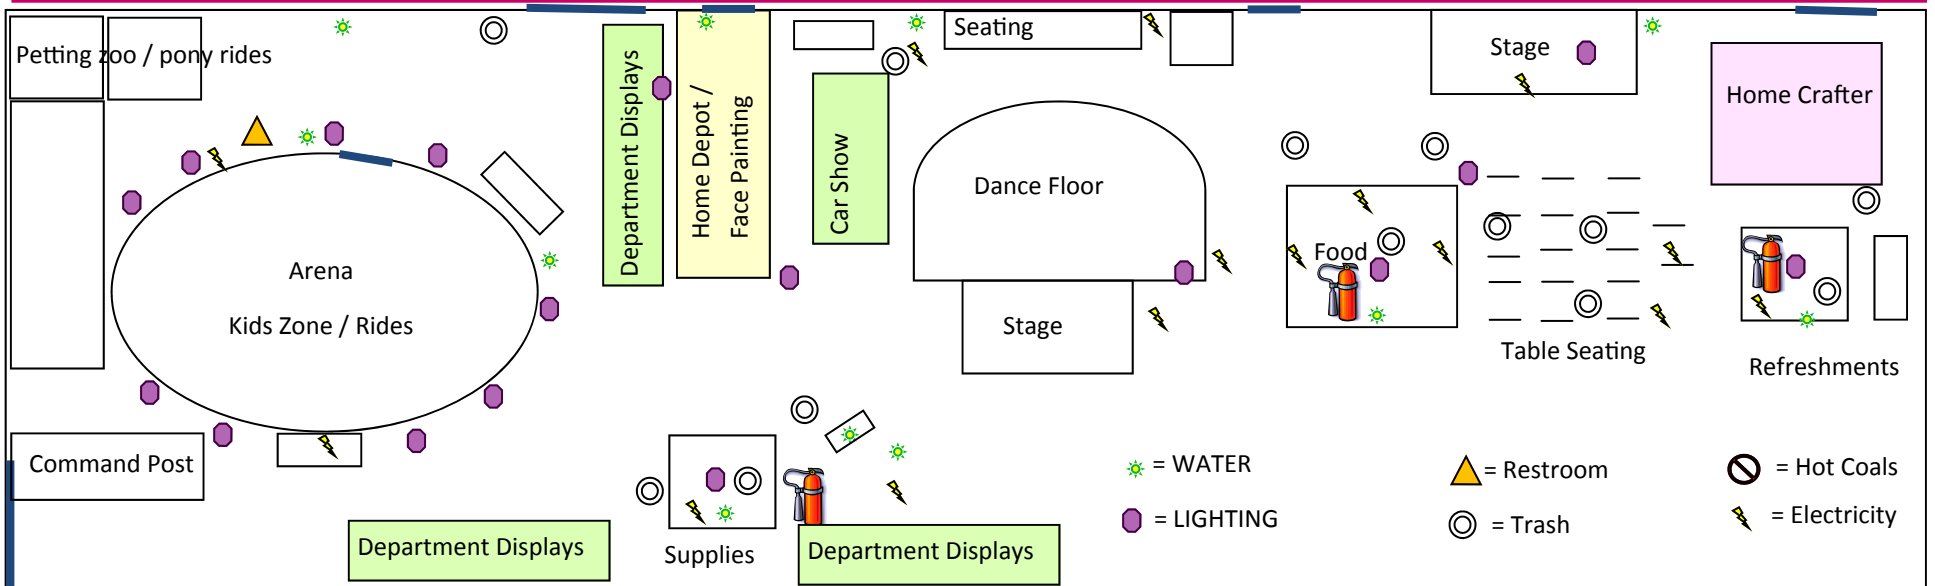 Petting zoo / pony rides
Seating
Stage
Home Crafter
Department Displays
Home Depot /
Face Painting
Car Show
Dance Floor
Food
Arena
Kids Zone / Rides
Stage
Table Seating
Refreshments
Command Post
Department Displays
Supplies
Department Displays
= WATER
= LIGHTING
= Restroom
= Trash
= Hot Coals
= Electricity